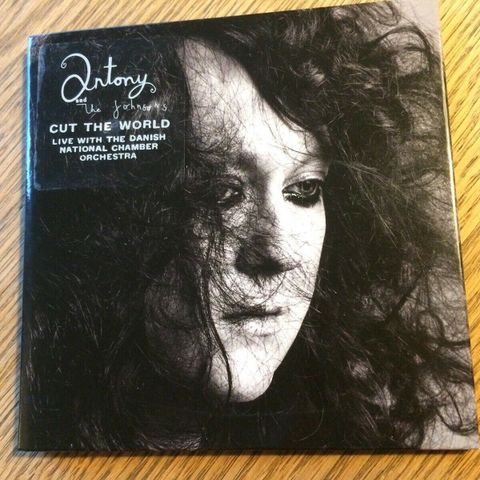 Antony
and
the Johnsons
CUT THE WORLD
LIVE WITH THE DANISH
NATIONAL CHAMBER
ORCHESTRA